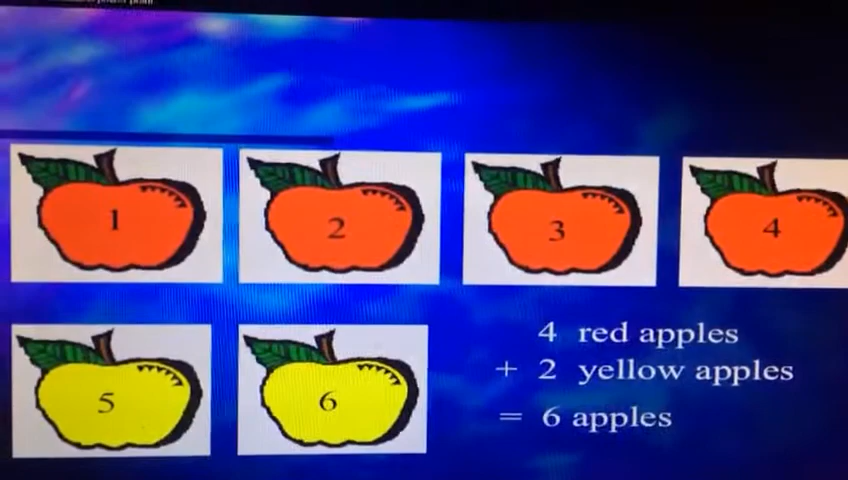 1 2 3 4
5 6
4 red apples
+ 2 yellow apples
= 6 apples